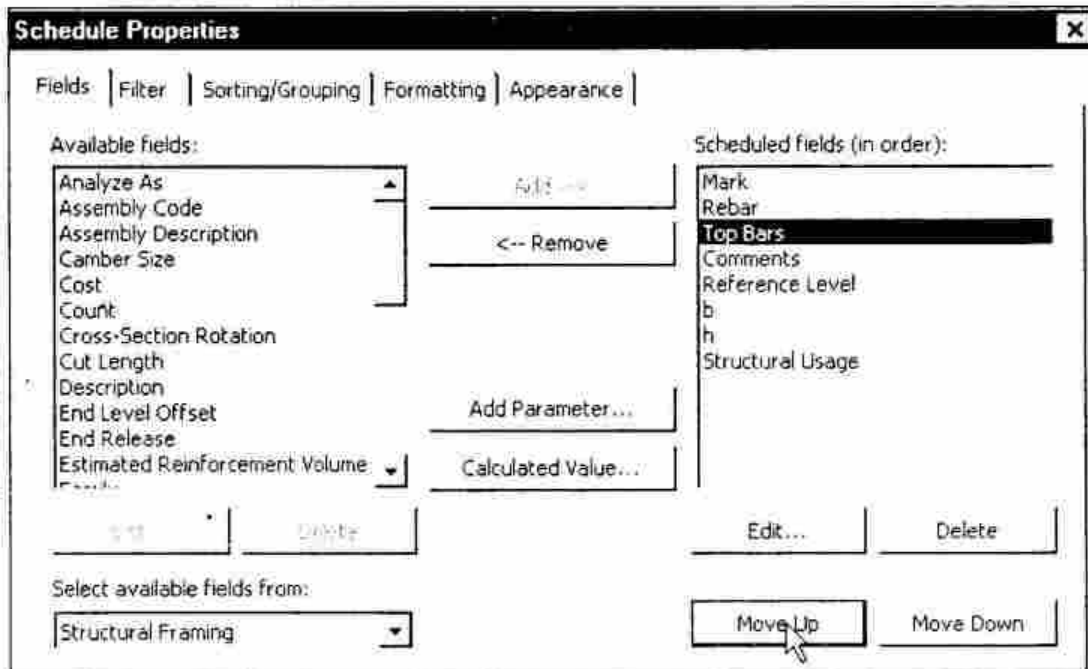 Schedule Properties
Fields Filter Sorting/Grouping Formatting Appearance
Available fields:
Analyze As
Assembly Code
Assembly Description
Camber Size
Cost
Count
Cross-Section Rotation
Cut Length
Description
End Level Offset
End Release
Estimated Reinforcement Volume
Add -->
<-- Remove
Add Parameter...
Calculated Value...
Scheduled fields (in order):
Mark
Rebar
Top Bars
Comments
Reference Level
b
h
Structural Usage
Delete
Edit...
Delete
Select available fields from:
Structural Framing
Move Up
Move Down